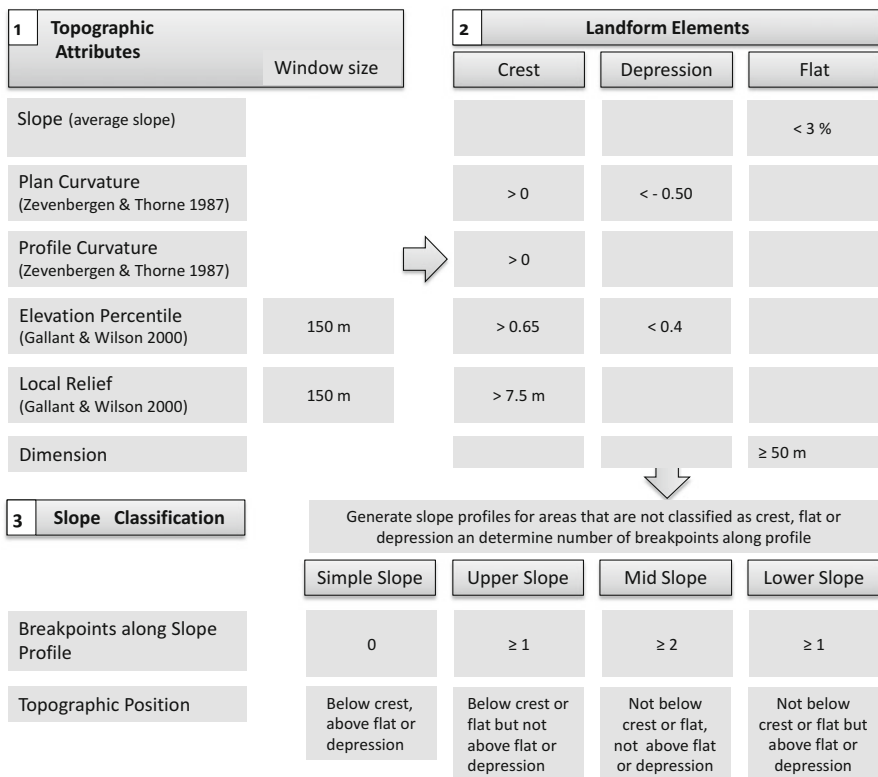 1 Topographic Attributes
Window size
2 Landform Elements
Crest Depression Flat
Slope (average slope)
< 3 %
Plan Curvature
(Zevenbergen & Thorne 1987)
> 0 < - 0.50
Profile Curvature
(Zevenbergen & Thorne 1987)
> 0
Elevation Percentile
(Gallant & Wilson 2000)
150 m > 0.65 < 0.4
Local Relief
(Gallant & Wilson 2000)
150 m > 7.5 m
Dimension
≥ 50 m
3 Slope Classification
Generate slope profiles for areas that are not classified as crest, flat or
depression an determine number of breakpoints along profile
Simple Slope Upper Slope Mid Slope Lower Slope
Breakpoints along Slope
Profile
0 ≥ 1 ≥ 2 ≥ 1
Topographic Position
Below crest,
above flat or
depression
Below crest or
flat but not
above flat or
depression
Not below
crest or flat,
not above flat
or depression
Not below
crest or flat but
above flat or
depression